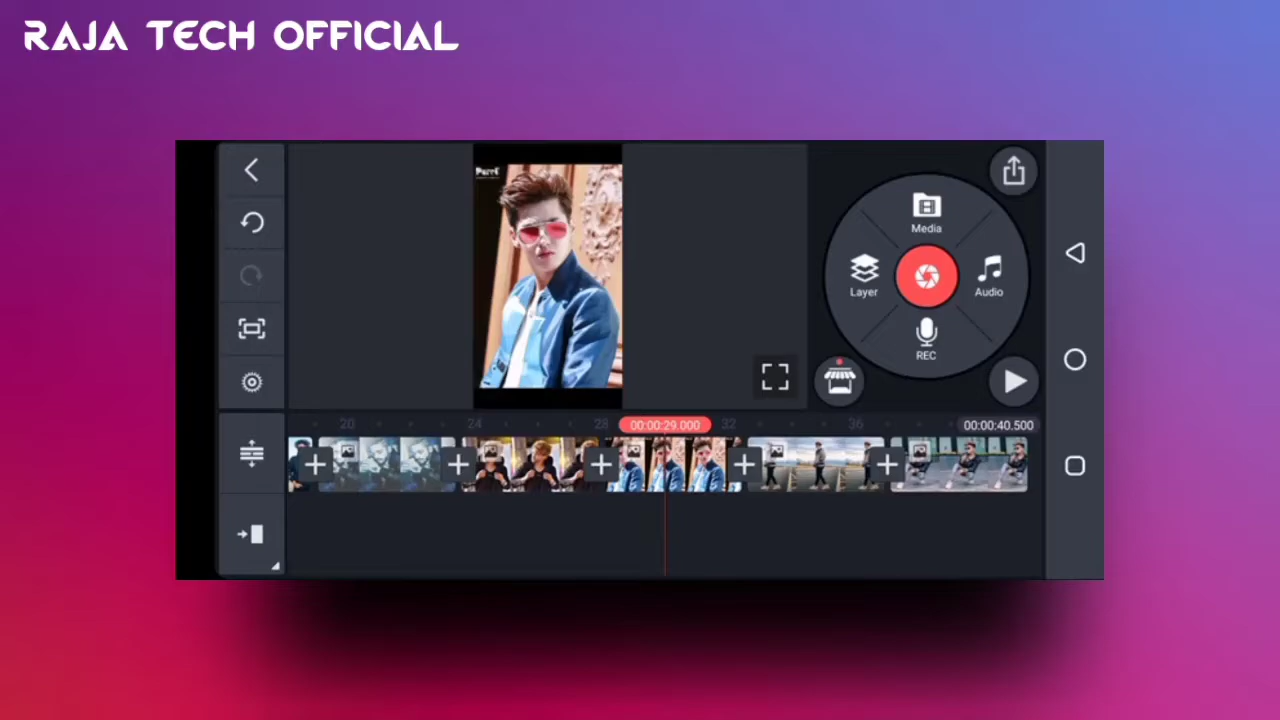 RAJA TECH OFFICIAL
Media
Layer
Audio
REC
20
24
28
00:00:29.000
32
36
00:00:40.500